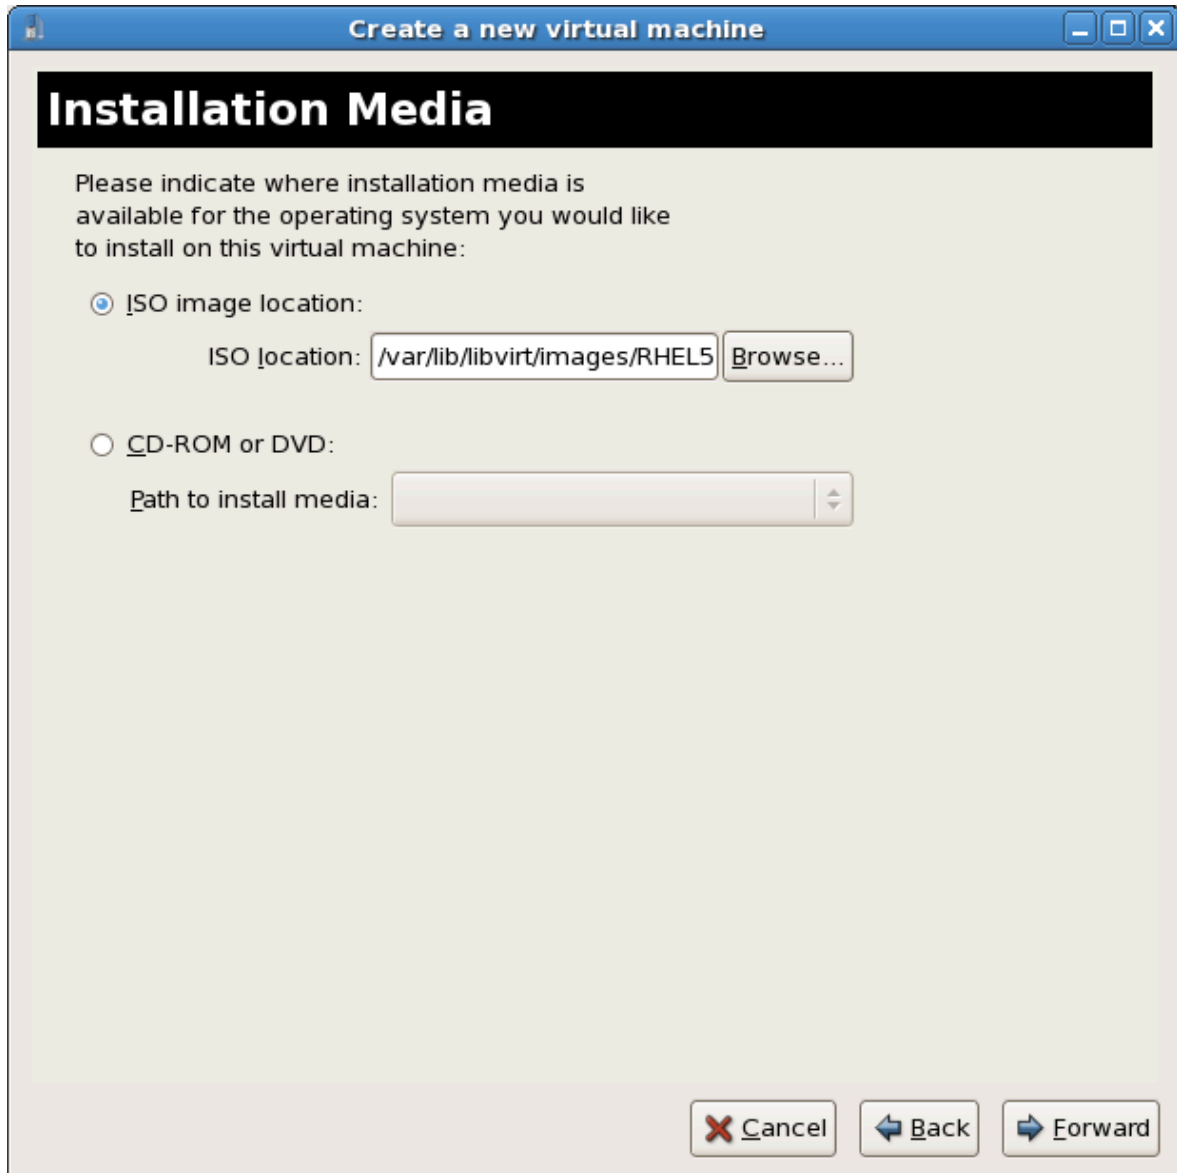 Create a new virtual machine
Installation Media
Please indicate where installation media is
available for the operating system you would like
to install on this virtual machine:
ISO image location:
ISO location: /var/lib/libvirt/images/RHEL5 Browse...
CD-ROM or DVD:
Path to install media:
Cancel Back Forward